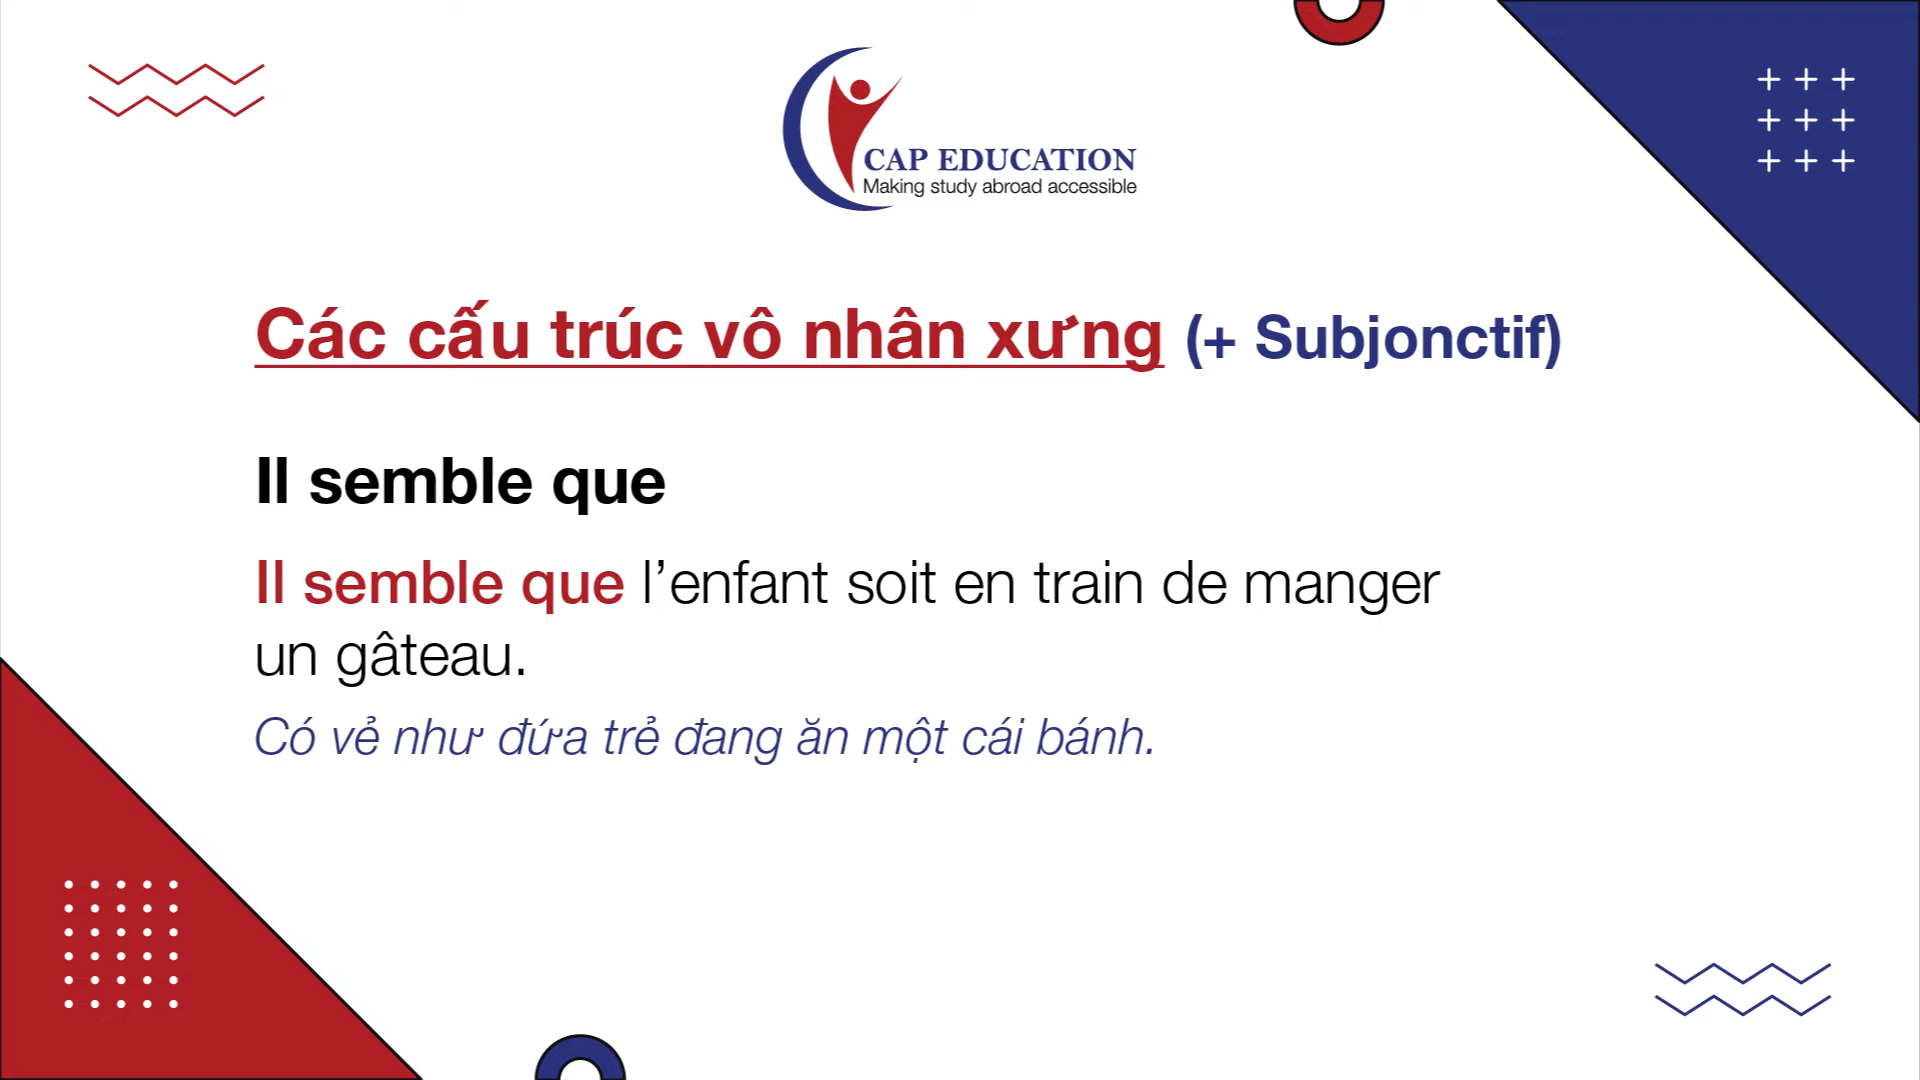 CAP EDUCATION
Making study abroad accessible
Các cấu trúc vô nhân xưng (+ Subjonctif)
Il semble que
Il semble que l’enfant soit en train de manger
un gâteau.
Có vẻ như đứa trẻ đang ăn một cái bánh.